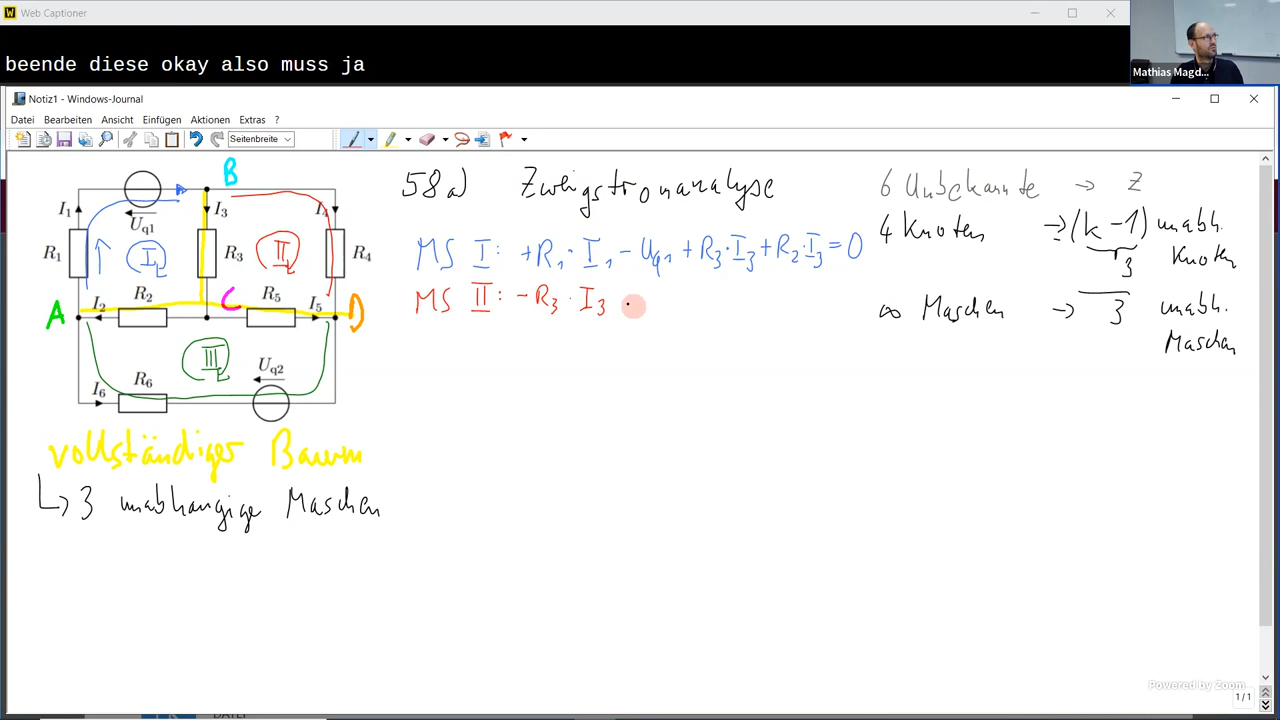 Web Captioner
beende diese okay also muss ja
Mathias Magd...
Notiz1 - Windows-Journal
Datei Bearbeiten Ansicht Einfügen Aktionen Extras ?
Seitenbreite
B
I1
Uq1
I3
I4
R1
I
R3
II
R4
A
I2
R2
C
R5
I5
D
III
I6
R6
Uq2
vollständiger Baum
↳ 3 unabhängige Maschen
58a) Zweigstromanalyse
MS I: +R1 · I1 - Uq1 + R3·I3 + R2·I3 = 0
MS II: -R3 · I3
6 Unbekannte → Z
4 Knoten → (k-1) unabh. Knoten
3
∞ Maschen → 3 unabh. Maschen
Powered by Zoom
1/1